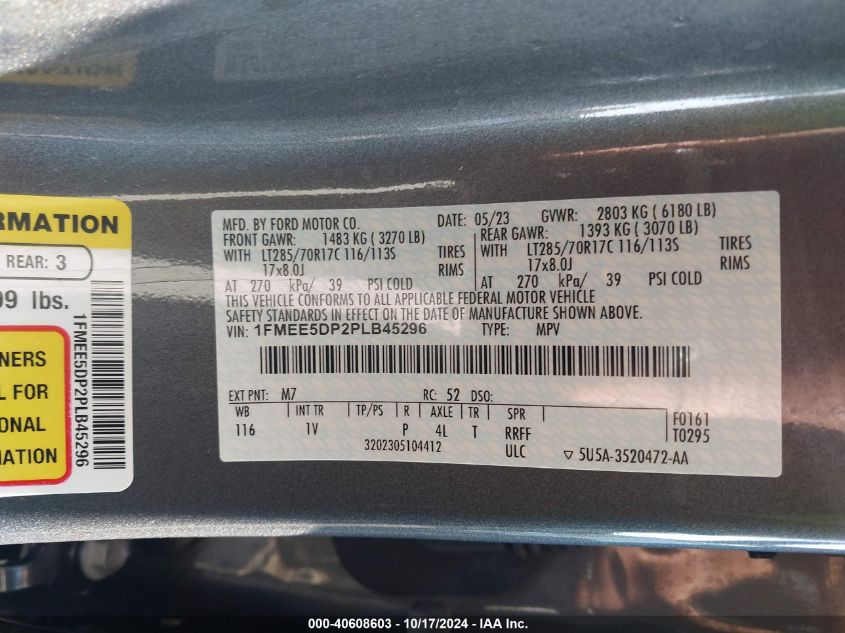 RMATION
REAR: 3
99 lbs.
NERS
L FOR
ONAL
MATION
1FMEE5DP2PLB45296
MFD. BY FORD MOTOR CO. DATE: 05/23 GVWR: 2803 KG ( 6180 LB)
FRONT GAWR: 1483 KG ( 3270 LB) REAR GAWR: 1393 KG ( 3070 LB)
WITH LT285/70R17C 116/113S TIRES WITH LT285/70R17C 116/113S TIRES
17x8.0J RIMS 17x8.0J RIMS
AT 270 kPa/ 39 PSI COLD AT 270 kPa/ 39 PSI COLD
THIS VEHICLE CONFORMS TO ALL APPLICABLE FEDERAL MOTOR VEHICLE
SAFETY STANDARDS IN EFFECT ON THE DATE OF MANUFACTURE SHOWN ABOVE.
VIN: 1FMEE5DP2PLB45296 TYPE: MPV
EXT PNT: M7 RC: 52 DSO:
WB INT TR TP/PS R AXLE TR SPR F0161
116 1V P 4L T RRFF T0295
3202305104412 ULC ▽ 5U5A-3520472-AA
000-40608603 - 10/17/2024 - IAA Inc.